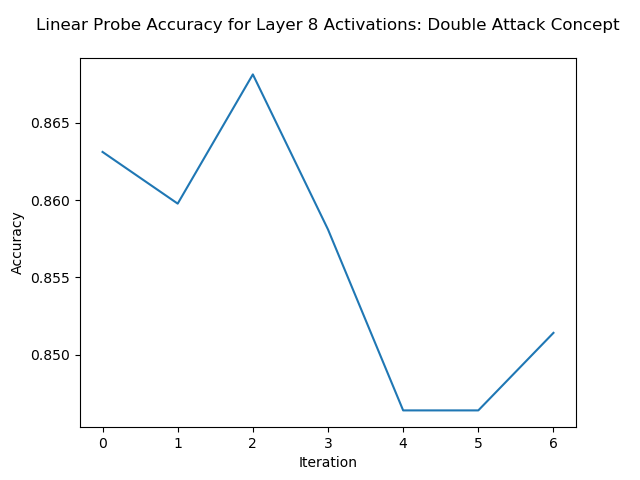 Linear Probe Accuracy for Layer 8 Activations: Double Attack Concept
0.865
0.860
0.855
0.850
Accuracy
0 1 2 3 4 5 6
Iteration